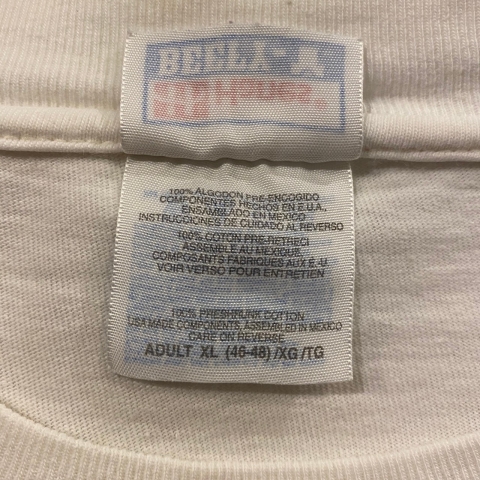 100% ALGODON PRE-ENCOGIDO
COMPONENTES HECHOS EN E.U.A.,
ENSAMBLADO EN MEXICO
INSTRUCCIONES DE CUIDADO AL REVERSO
100% COTON PRE-RETRECI
ASSEMBLE AU MEXIQUE,
COMPOSANTS FABRIQUES AUX E.-U.
VOIR VERSO POUR ENTRETIEN
100% PRESHRUNK COTTON
USA MADE COMPONENTS, ASSEMBLED IN MEXICO
CARE ON REVERSE
ADULT XL (46-48) /XG /TG